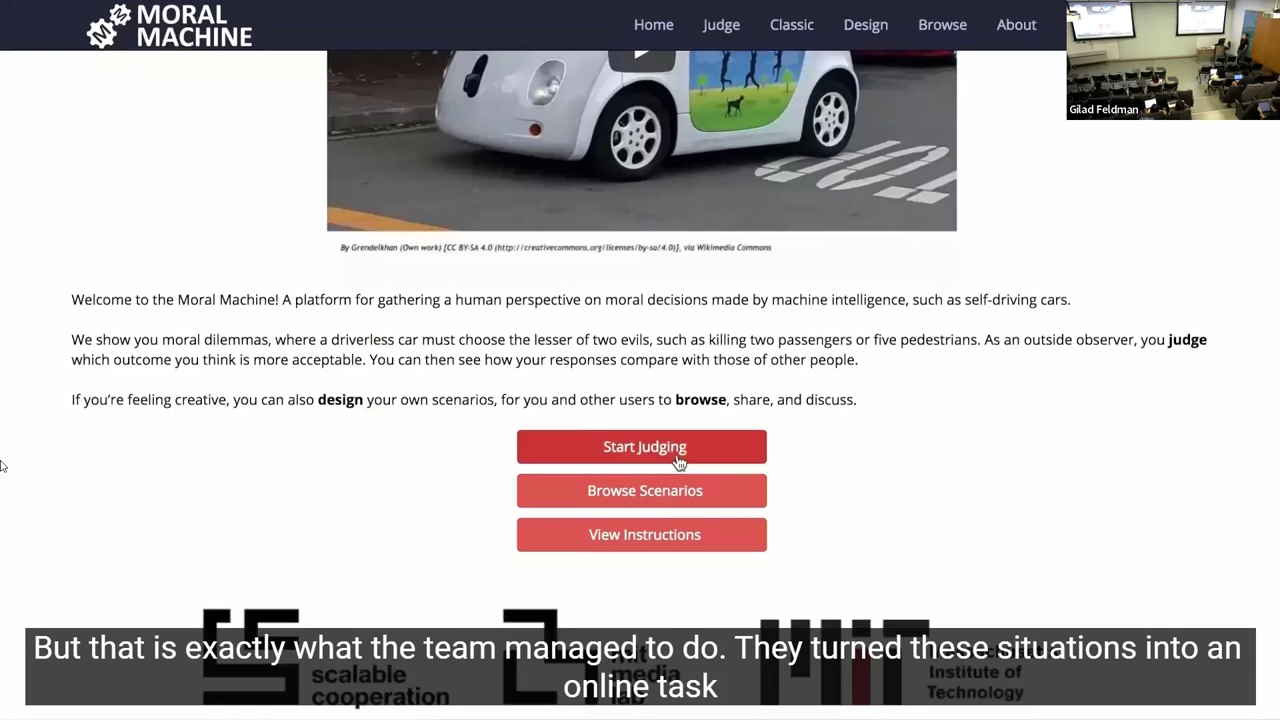 MORAL
MACHINE
Home
Judge
Classic
Design
Browse
About
Gilad Feldman
By Grendelkhan (Own work) [CC BY-SA 4.0 (http://creativecommons.org/licenses/by-sa/4.0)], via Wikimedia Commons
Welcome to the Moral Machine! A platform for gathering a human perspective on moral decisions made by machine intelligence, such as self-driving cars.
We show you moral dilemmas, where a driverless car must choose the lesser of two evils, such as killing two passengers or five pedestrians. As an outside observer, you judge
which outcome you think is more acceptable. You can then see how your responses compare with those of other people.
If you're feeling creative, you can also design your own scenarios, for you and other users to browse, share, and discuss.
Start Judging
Browse Scenarios
View Instructions
But that is exactly what the team managed to do. They turned these situations into an
online task
scalable
cooperation
media
Institute of
Technology